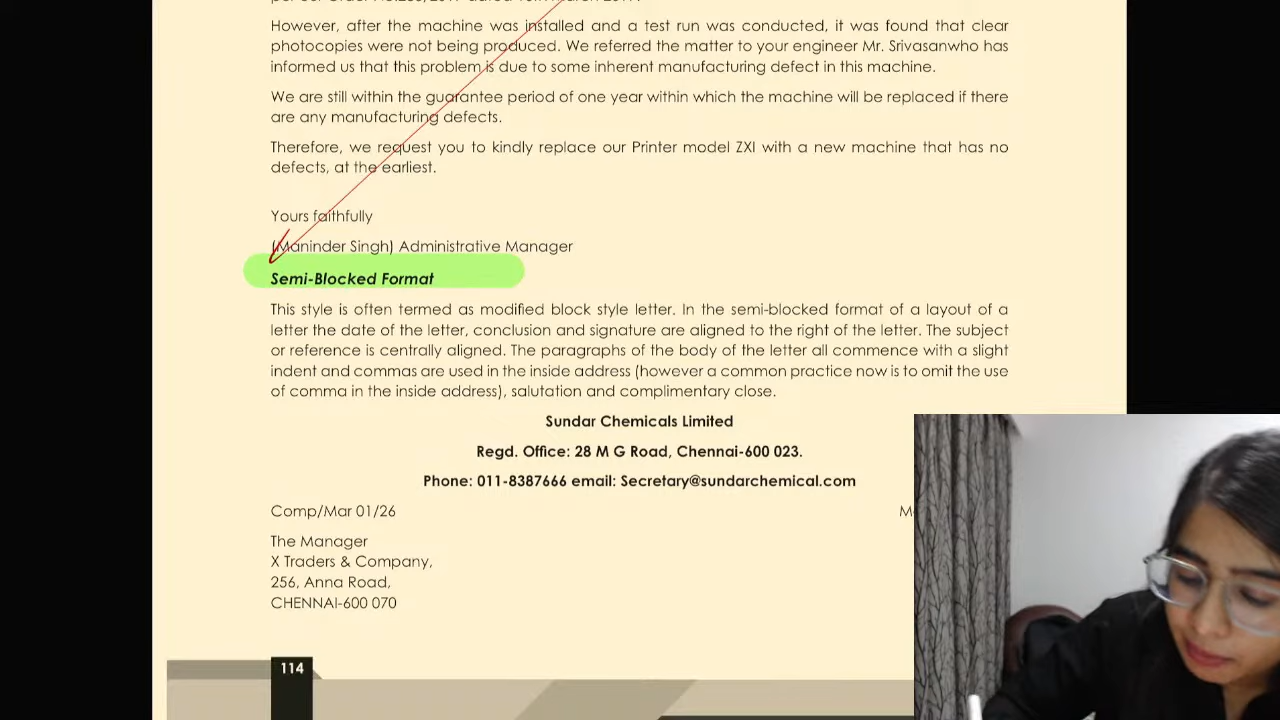 However, after the machine was installed and a test run was conducted, it was found that clear
photocopies were not being produced. We referred the matter to your engineer Mr. Srivasanwho has
informed us that this problem is due to some inherent manufacturing defect in this machine.
We are still within the guarantee period of one year within which the machine will be replaced if there
are any manufacturing defects.
Therefore, we request you to kindly replace our Printer model ZXI with a new machine that has no
defects, at the earliest.
Yours faithfully
(Maninder Singh) Administrative Manager
Semi-Blocked Format
This style is often termed as modified block style letter. In the semi-blocked format of a layout of a
letter the date of the letter, conclusion and signature are aligned to the right of the letter. The subject
or reference is centrally aligned. The paragraphs of the body of the letter all commence with a slight
indent and commas are used in the inside address (however a common practice now is to omit the use
of comma in the inside address), salutation and complimentary close.
Sundar Chemicals Limited
Regd. Office: 28 M G Road, Chennai-600 023.
Phone: 011-8387666 email: Secretary@sundarchemical.com
Comp/Mar 01/26
The Manager
X Traders & Company,
256, Anna Road,
CHENNAI-600 070
114